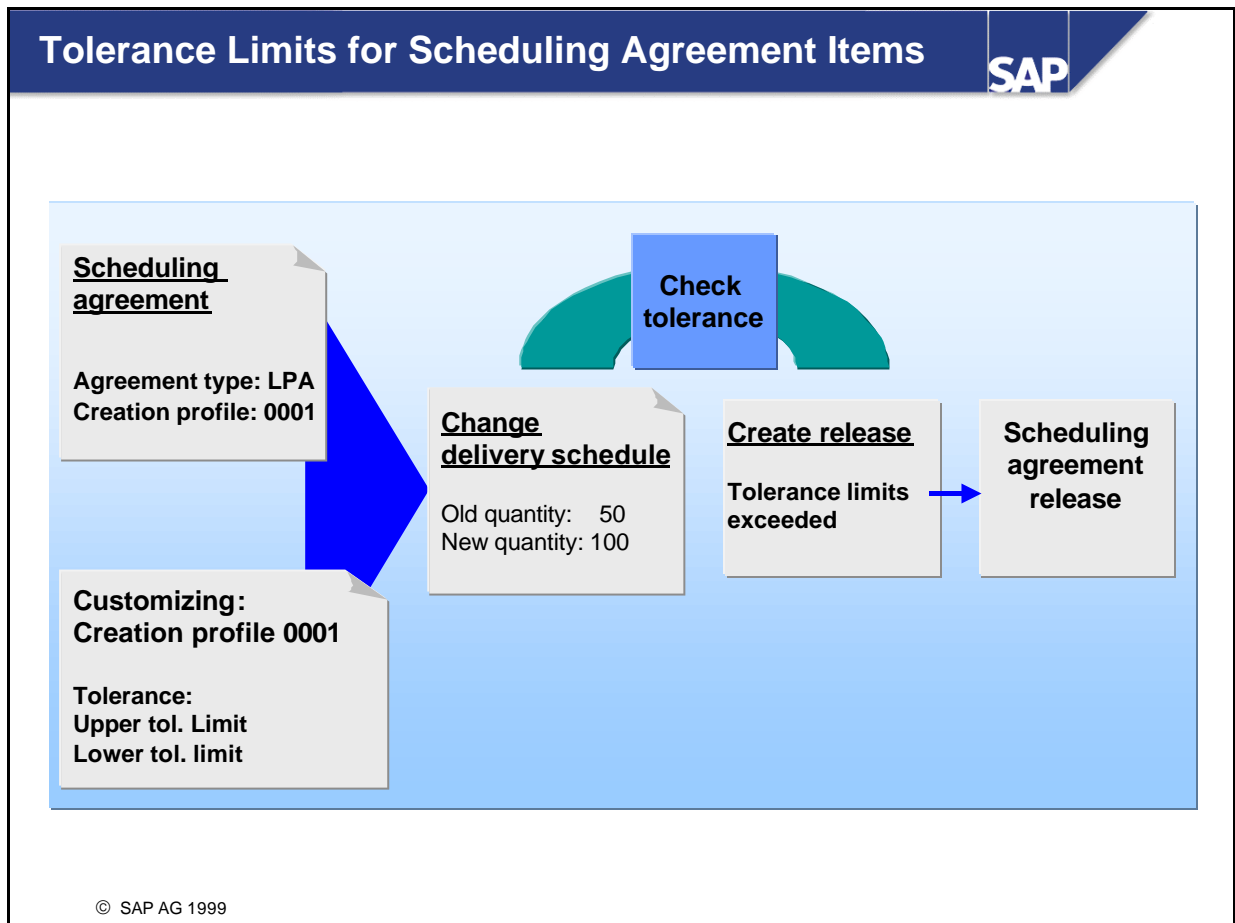 Tolerance Limits for Scheduling Agreement Items
SAP
Scheduling
agreement
Agreement type: LPA
Creation profile: 0001
Customizing:
Creation profile 0001
Tolerance:
Upper tol. Limit
Lower tol. limit
Check
tolerance
Change
delivery schedule
Old quantity: 50
New quantity: 100
Create release
Tolerance limits
exceeded
Scheduling
agreement
release
© SAP AG 1999